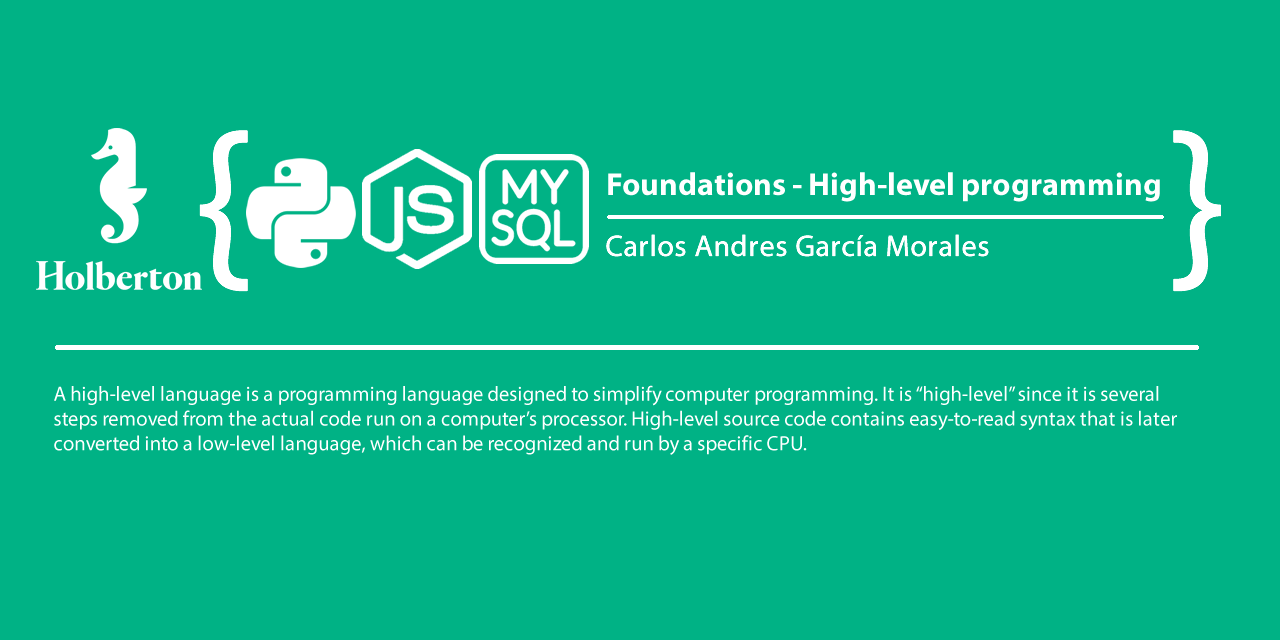 Holberton
{
JS
MY
SQL
Foundations - High-level programming
Carlos Andres García Morales
}
A high-level language is a programming language designed to simplify computer programming. It is “high-level” since it is several
steps removed from the actual code run on a computer’s processor. High-level source code contains easy-to-read syntax that is later
converted into a low-level language, which can be recognized and run by a specific CPU.